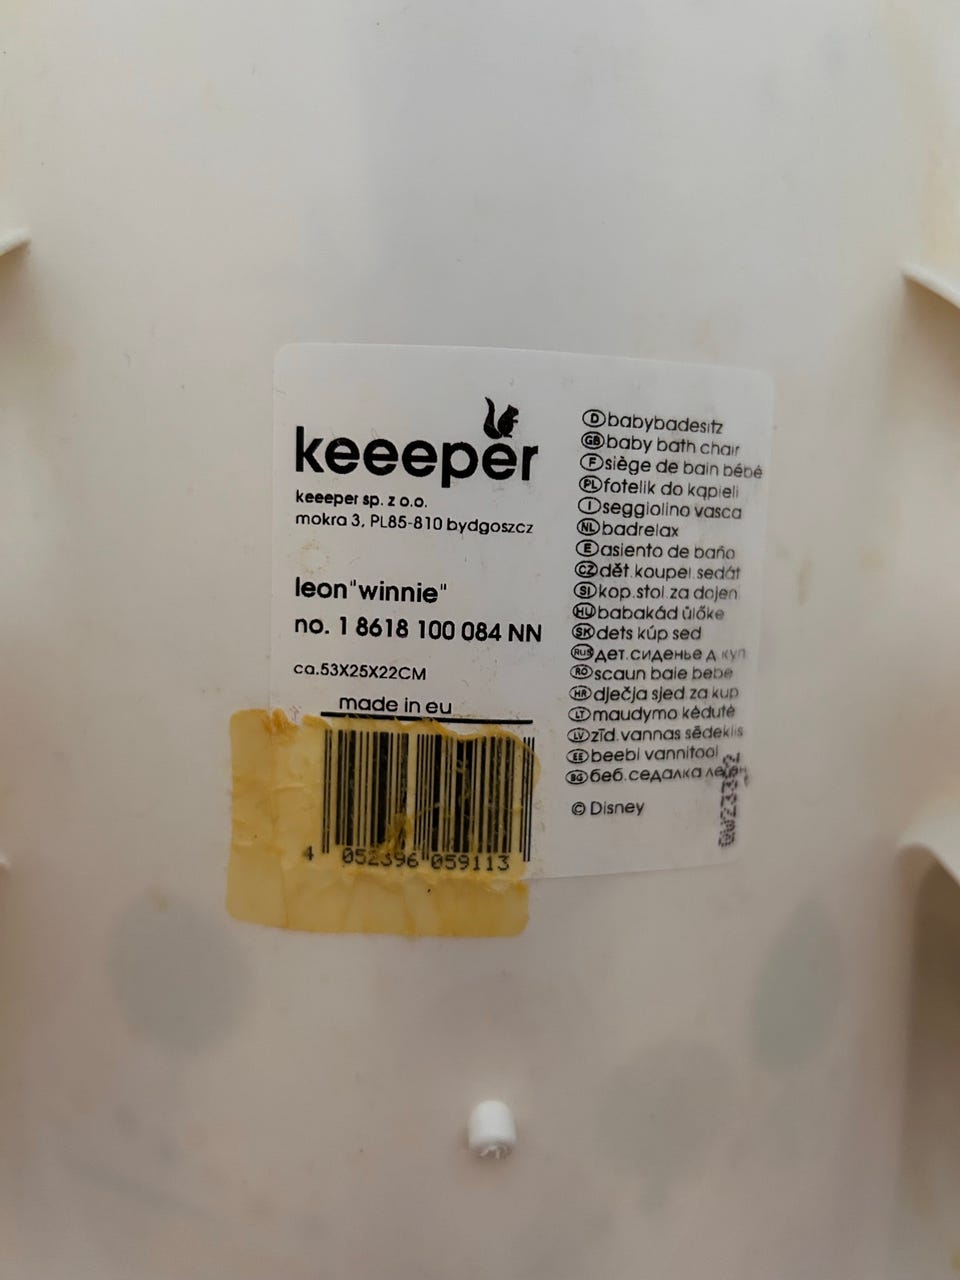 keeeper
keeeper sp. z o.o.
mokra 3, PL85-810 bydgoszcz
leon"winnie"
no. 1 8618 100 084 NN
ca.53X25X22CM
made in eu
4 052396 059113
D babybadesitz
GB baby bath chair
F siège de bain bébé
PL fotelik do kąpieli
I seggiolino vasca
NL badrelax
E asiento de baño
CZ dět.koupel.sedát
SI kop.stol.za dojen
HU babakád ülőke
SK dets kúp sed
RUS дет.сиденье д куп
RO scaun baie bebe
HR dječja sjed za kup
LT maudymo kėdutė
LV zīd.vannas sēdeklis
EE beebi vannitool
BG беб.седалка
© Disney